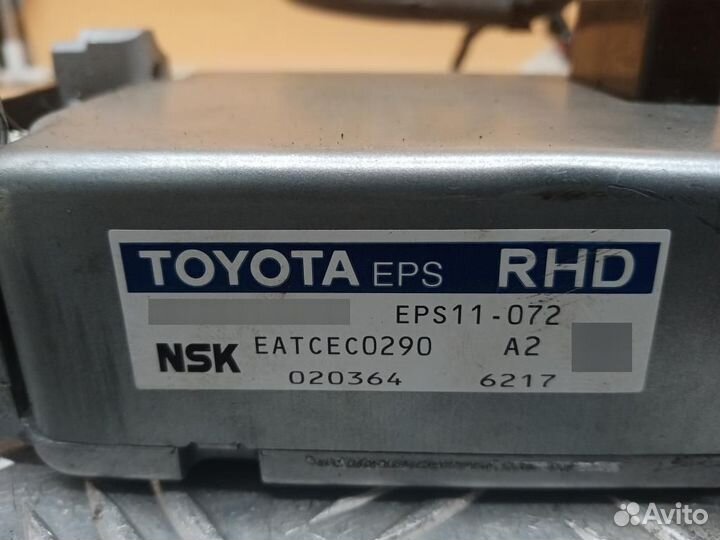 TOYOTA EPS RHD
EPS11-072
NSK EATCEC0290 A2
020364 6217
Avito